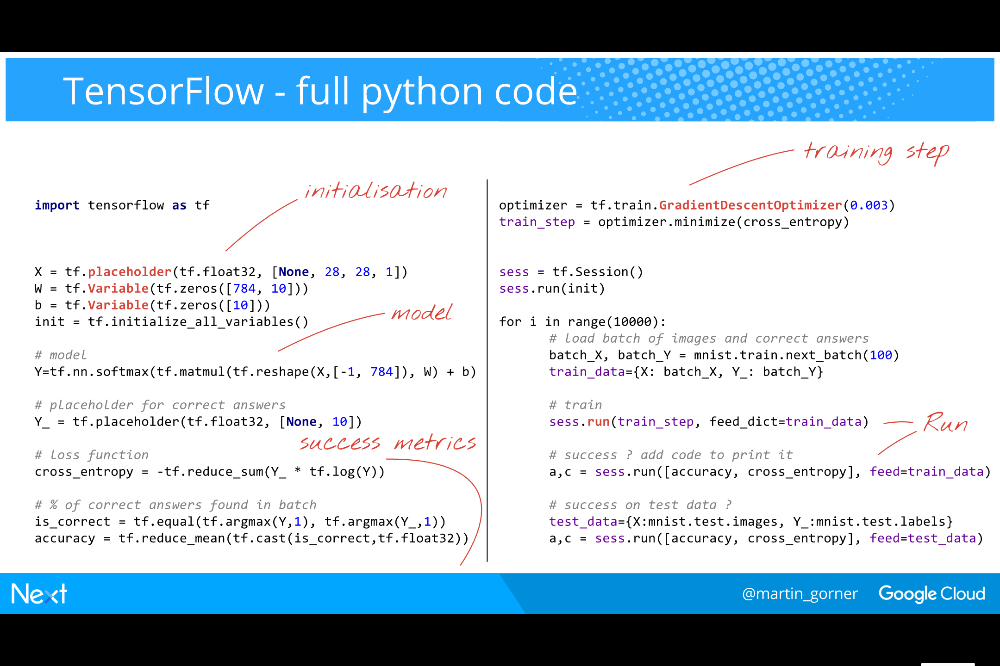 TensorFlow - full python code
initialisation
import tensorflow as tf
X = tf.placeholder(tf.float32, [None, 28, 28, 1])
W = tf.Variable(tf.zeros([784, 10]))
b = tf.Variable(tf.zeros([10]))
init = tf.initialize_all_variables()
model
# model
Y=tf.nn.softmax(tf.matmul(tf.reshape(X,[-1, 784]), W) + b)
# placeholder for correct answers
Y_ = tf.placeholder(tf.float32, [None, 10])
success metrics
# loss function
cross_entropy = -tf.reduce_sum(Y_ * tf.log(Y))
# % of correct answers found in batch
is_correct = tf.equal(tf.argmax(Y,1), tf.argmax(Y_,1))
accuracy = tf.reduce_mean(tf.cast(is_correct,tf.float32))
training step
optimizer = tf.train.GradientDescentOptimizer(0.003)
train_step = optimizer.minimize(cross_entropy)
sess = tf.Session()
sess.run(init)
for i in range(10000):
# load batch of images and correct answers
batch_X, batch_Y = mnist.train.next_batch(100)
train_data={X: batch_X, Y_: batch_Y}
# train
sess.run(train_step, feed_dict=train_data)
Run
# success ? add code to print it
a,c = sess.run([accuracy, cross_entropy], feed=train_data)
# success on test data ?
test_data={X:mnist.test.images, Y_:mnist.test.labels}
a,c = sess.run([accuracy, cross_entropy], feed=test_data)
Next
@martin_gorner
Google Cloud